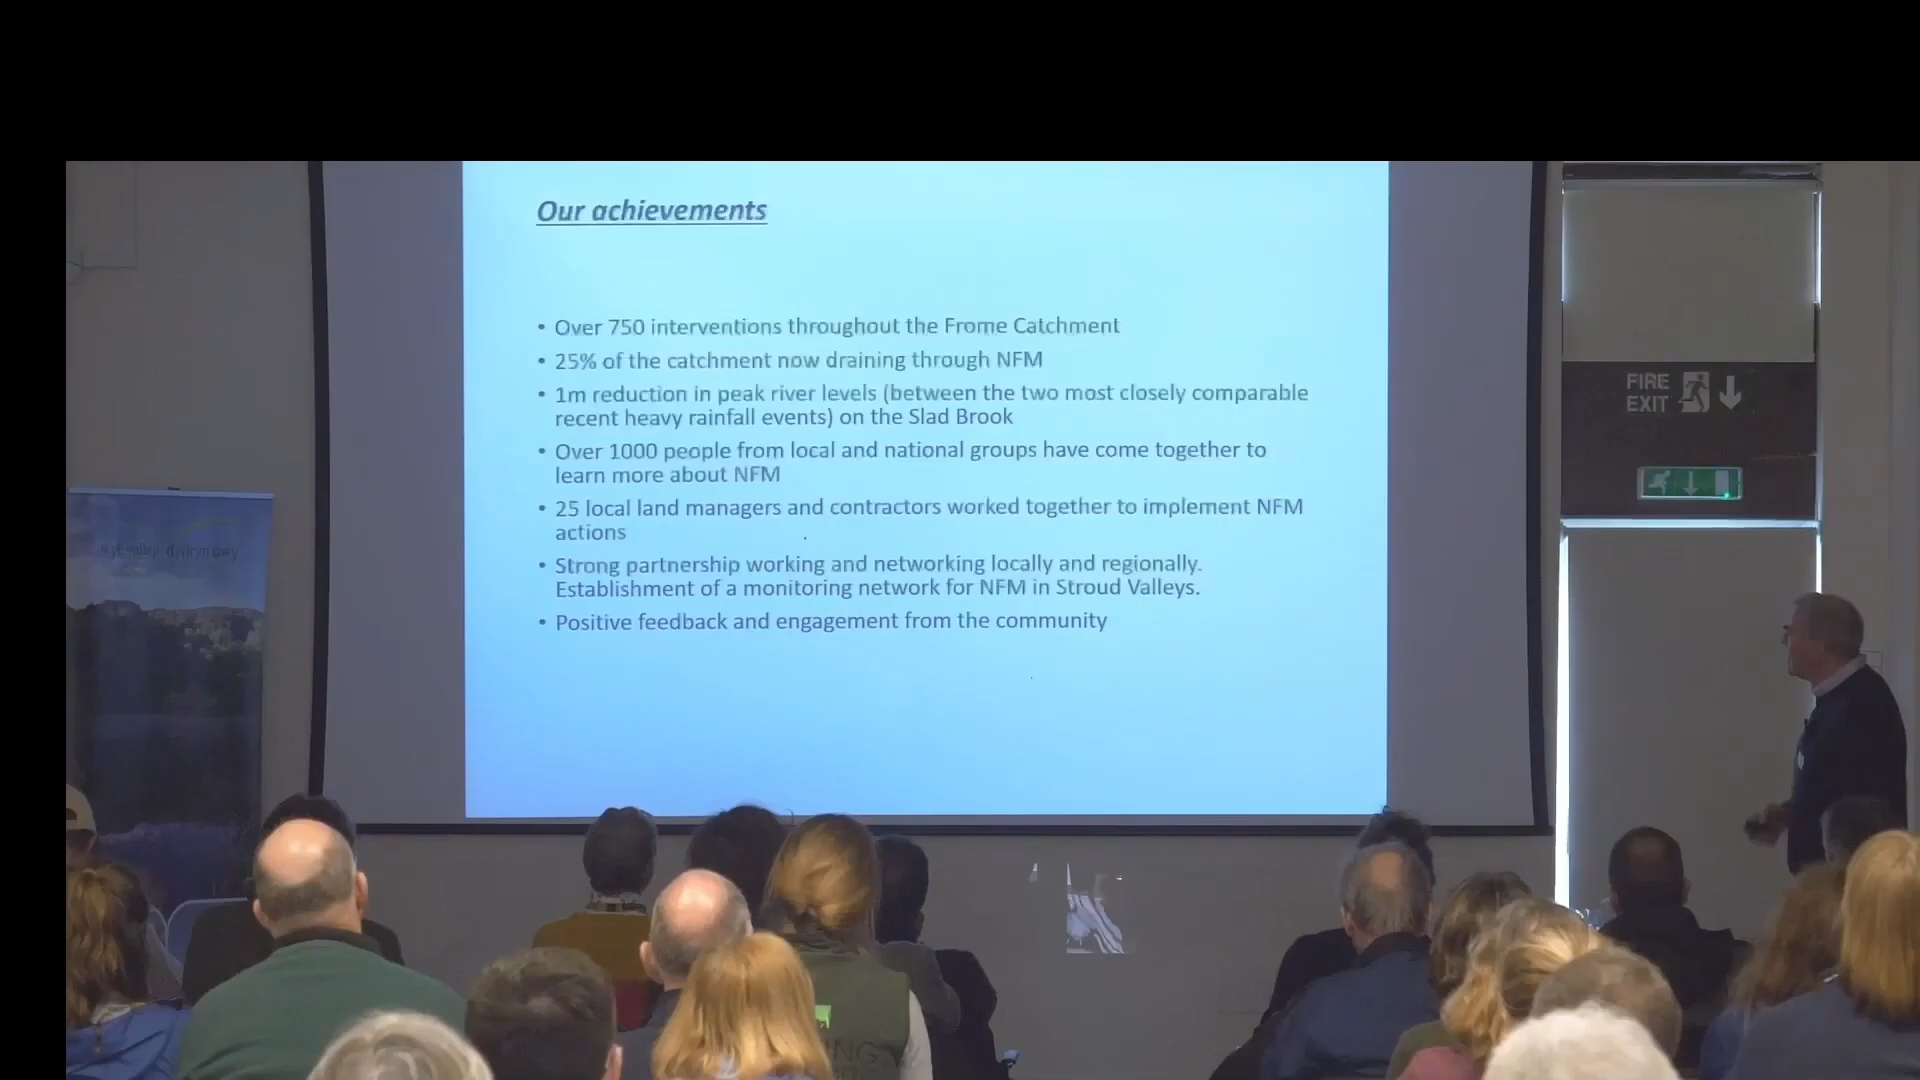 Our achievements
• Over 750 interventions throughout the Frome Catchment
• 25% of the catchment now draining through NFM
• 1m reduction in peak river levels (between the two most closely comparable
recent heavy rainfall events) on the Slad Brook
• Over 1000 people from local and national groups have come together to
learn more about NFM
• 25 local land managers and contractors worked together to implement NFM
actions
• Strong partnership working and networking locally and regionally.
Establishment of a monitoring network for NFM in Stroud Valleys.
• Positive feedback and engagement from the community
FIRE
EXIT
wye valley dyffryn gwy